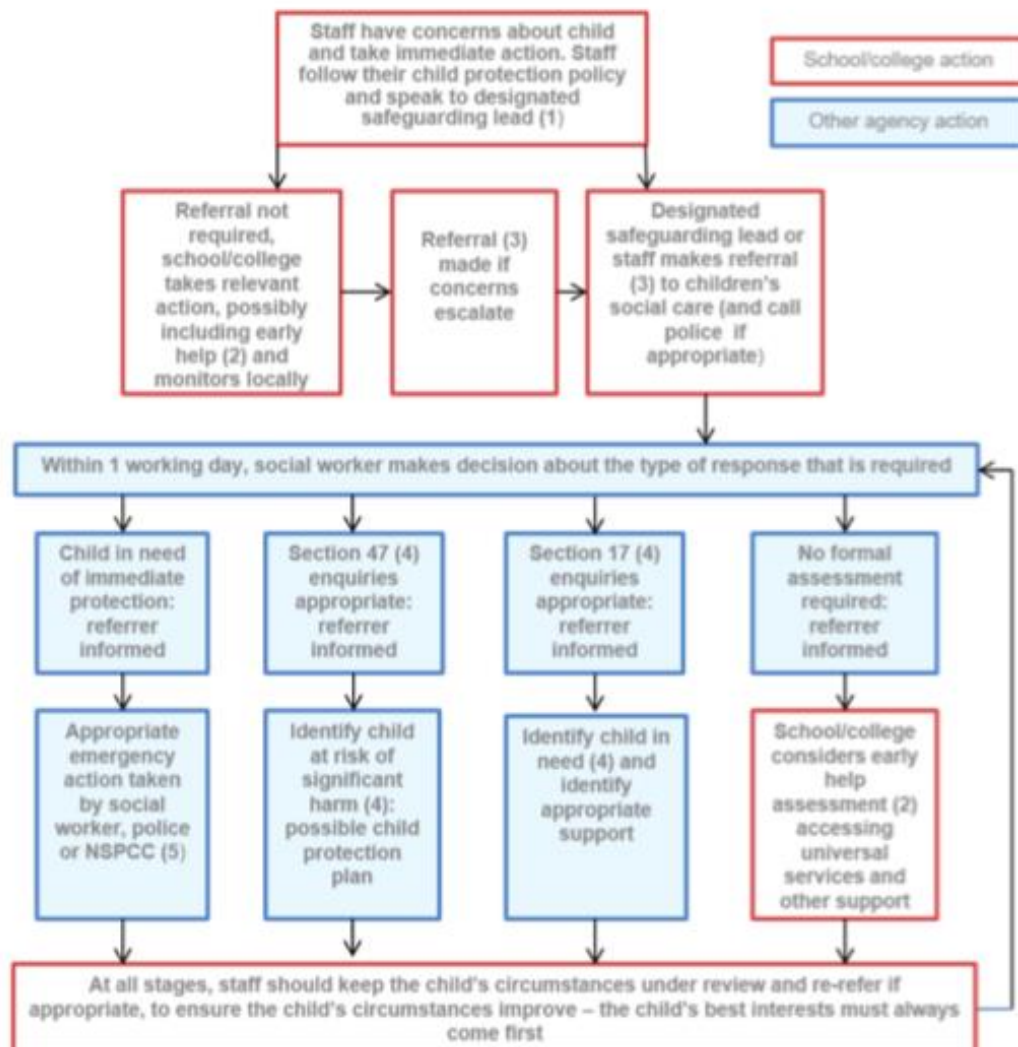 Staff have concerns about child
and take immediate action. Staff
follow their child protection policy
and speak to designated
safeguarding lead (1)
School/college action
Other agency action
Referral not
required,
school/college
takes relevant
action, possibly
including early
help (2) and
monitors locally
Referral (3)
made if
concerns
escalate
Designated
safeguarding lead or
staff makes referral
(3) to children's
social care (and call
police if
appropriate)
Within 1 working day, social worker makes decision about the type of response that is required
Child in need
of immediate
protection:
referrer
informed
Section 47 (4)
enquiries
appropriate:
referrer
informed
Section 17 (4)
enquiries
appropriate:
referrer
informed
No formal
assessment
required:
referrer
informed
Appropriate
emergency
action taken
by social
worker, police
or NSPCC (5)
Identify child
at risk of
significant
harm (4):
possible child
protection
plan
Identify child in
need (4) and
identify
appropriate
support
School/college
considers early
help
assessment (2)
accessing
universal
services and
other support
At all stages, staff should keep the child's circumstances under review and re-refer if
appropriate, to ensure the child's circumstances improve – the child's best interests must always
come first